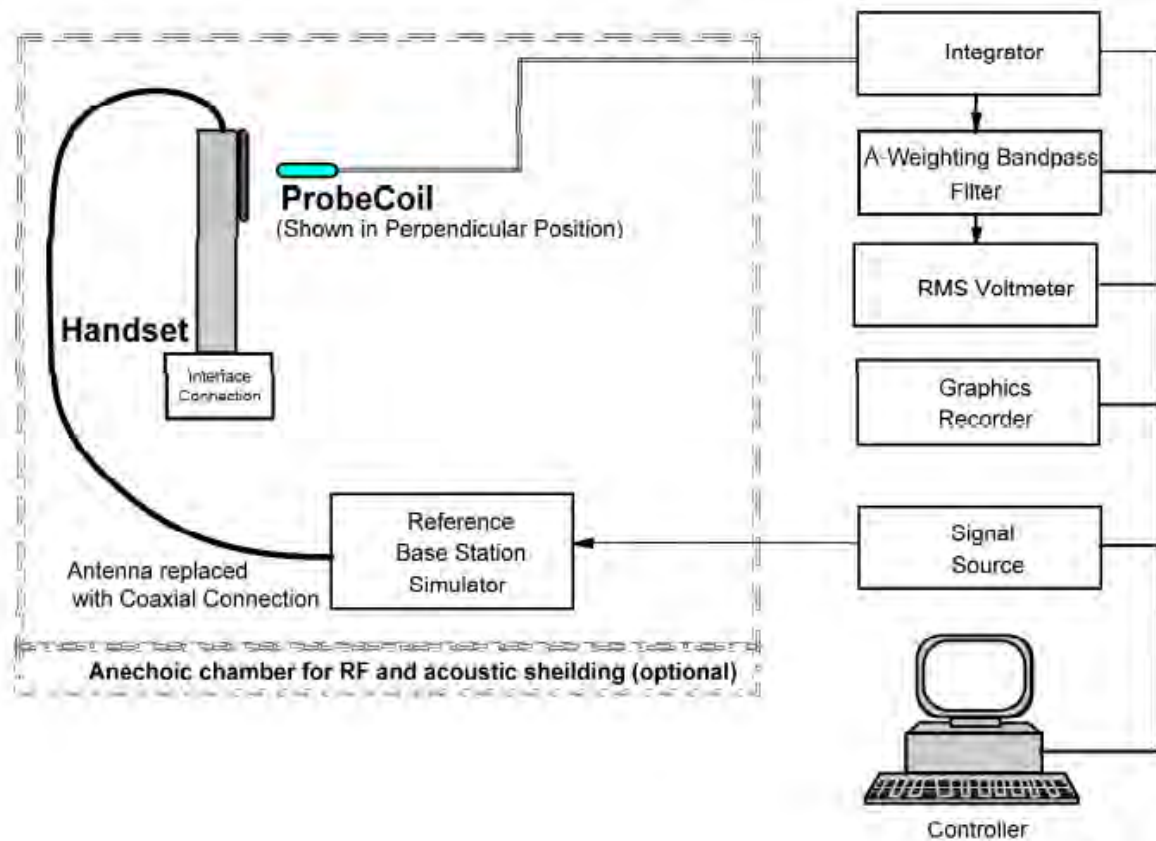 Integrator
A-Weighting Bandpass
Filter
RMS Voltmeter
Graphics
Recorder
Signal
Source
Controller
ProbeCoil
(Shown in Perpendicular Position)
Handset
Interface
Connection
Reference
Base Station
Simulator
Antenna replaced
with Coaxial Connection
Anechoic chamber for RF and acoustic sheilding (optional)